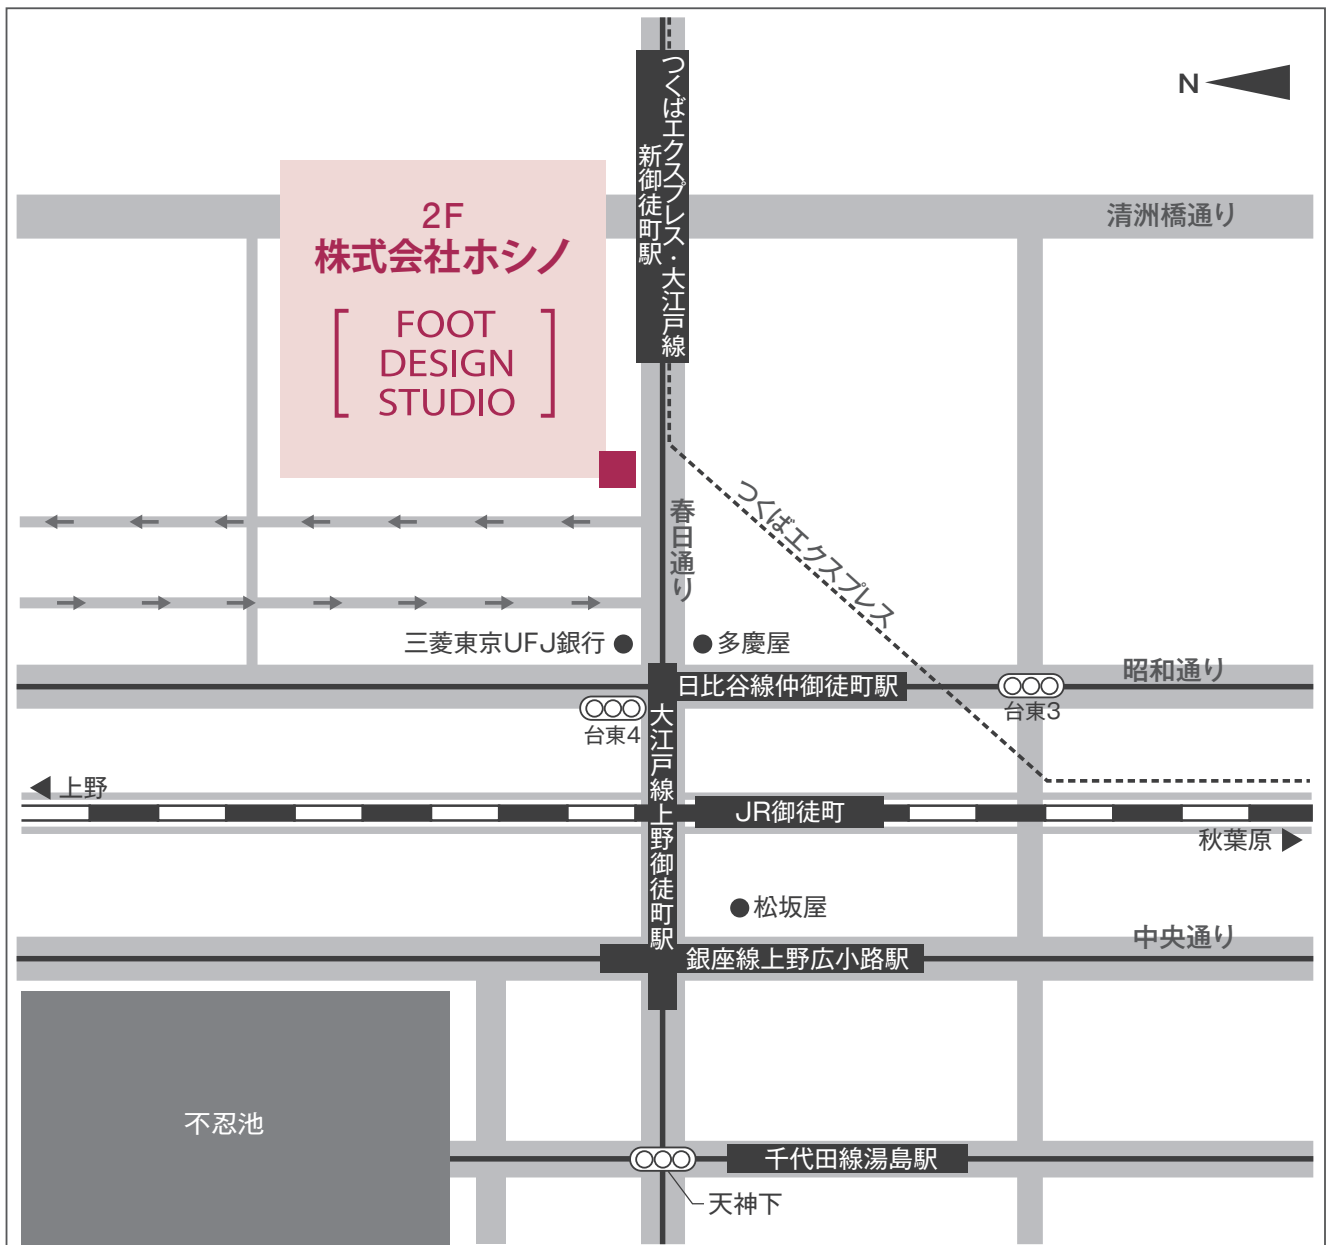 N
つくばエクスプレス・大江戸線
新御徒町駅
清洲橋通り
2F
株式会社ホシノ
FOOT
DESIGN
STUDIO
つくばエクスプレス
春日通り
三菱東京UFJ銀行
多慶屋
昭和通り
日比谷線仲御徒町駅
台東3
台東4
大江戸線上野御徒町駅
上野
JR御徒町
秋葉原
松坂屋
中央通り
銀座線上野広小路駅
不忍池
千代田線湯島駅
天神下